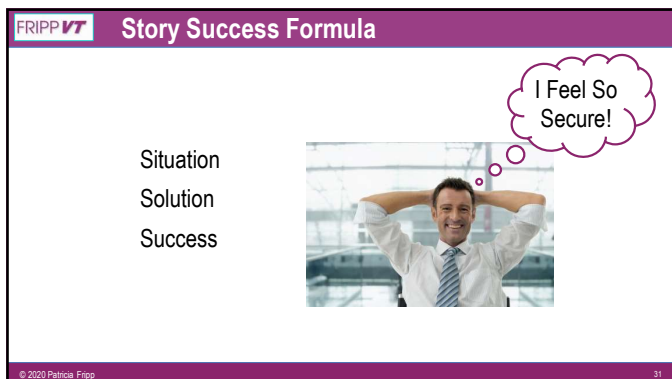 FRIPP VT
Story Success Formula
I Feel So
Secure!
Situation
Solution
Success
© 2020 Patricia Fripp
31